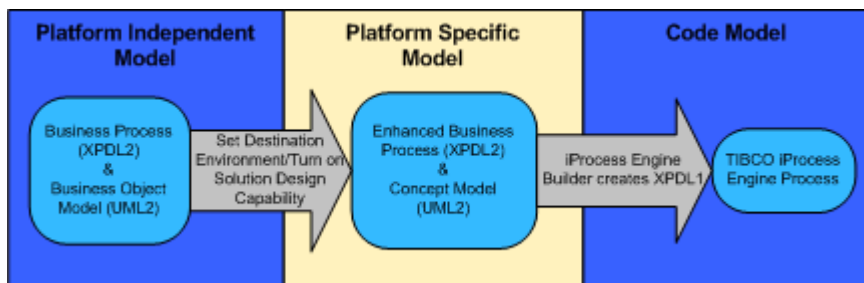 Platform Independent
Model
Platform Specific
Model
Code Model
Business Process
(XPDL2)
&
Business Object
Model (UML2)
Set Destination
Environment/Turn on
Solution Design
Capability
Enhanced Business
Process (XPDL2)
&
Concept Model
(UML2)
iProcess Engine
Builder creates XPDL1
TIBCO iProcess
Engine Process